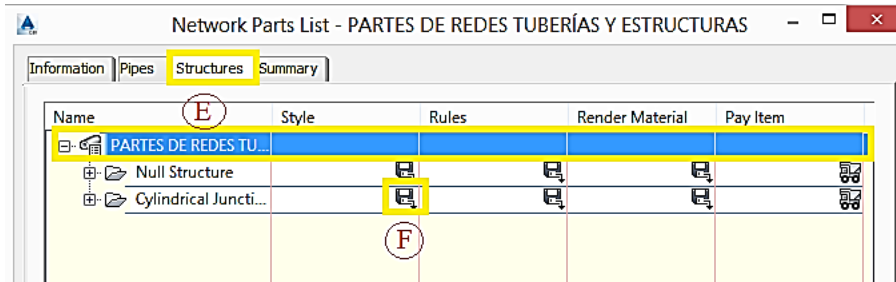 Network Parts List - PARTES DE REDES TUBERÍAS Y ESTRUCTURAS
Information Pipes Structures Summary
E
Name Style Rules Render Material Pay Item
PARTES DE REDES TU...
Null Structure
Cylindrical Juncti...
F